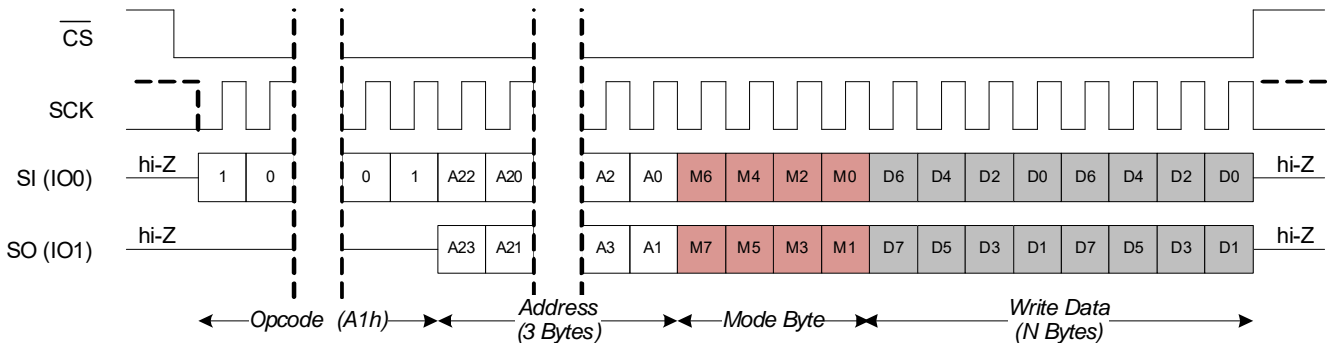 CS
SCK
SI (IO0) hi-Z 1 0 0 1 A22 A20 A2 A0 M6 M4 M2 M0 D6 D4 D2 D0 D6 D4 D2 D0 hi-Z
SO (IO1) hi-Z A23 A21 A3 A1 M7 M5 M3 M1 D7 D5 D3 D1 D7 D5 D3 D1 hi-Z
Opcode (A1h) Address Mode Byte Write Data
(3 Bytes) (N Bytes)